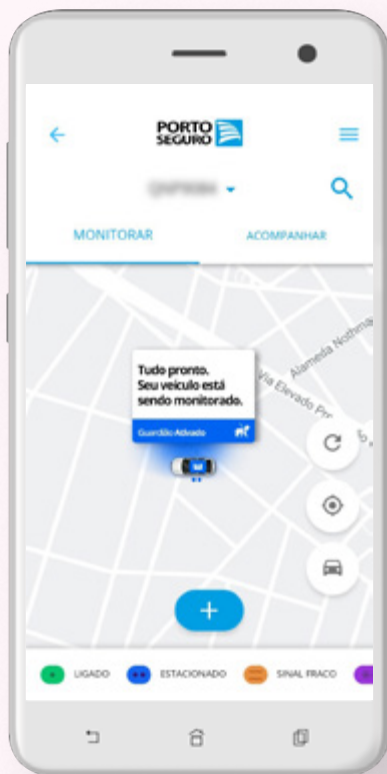 PORTO
SEGURO
MONITORAR
ACOMPANHAR
Alameda Nothma
Via Elevado Pre
Tudo pronto.
Seu veículo está
sendo monitorado.
Guardião Ativado
LIGADO
ESTACIONADO
SINAL FRACO